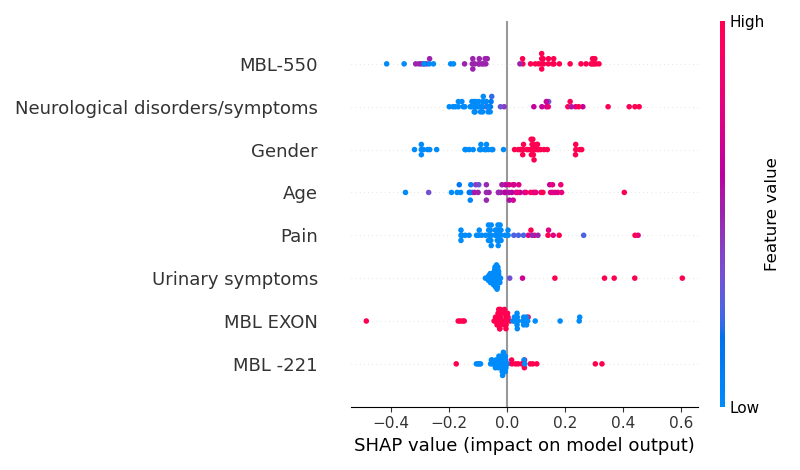 High
MBL-550
Neurological disorders/symptoms
Gender
Age
Pain
Urinary symptoms
MBL EXON
MBL -221
Feature value
Low
−0.4 −0.2 0.0 0.2 0.4 0.6
SHAP value (impact on model output)